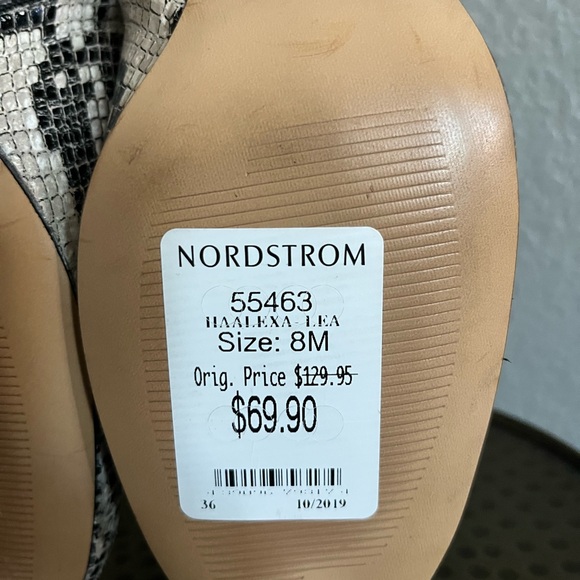 NORDSTROM
55463
HAALEXA-LEA
Size: 8M
Orig. Price $129.95
$69.90
36 10/2019